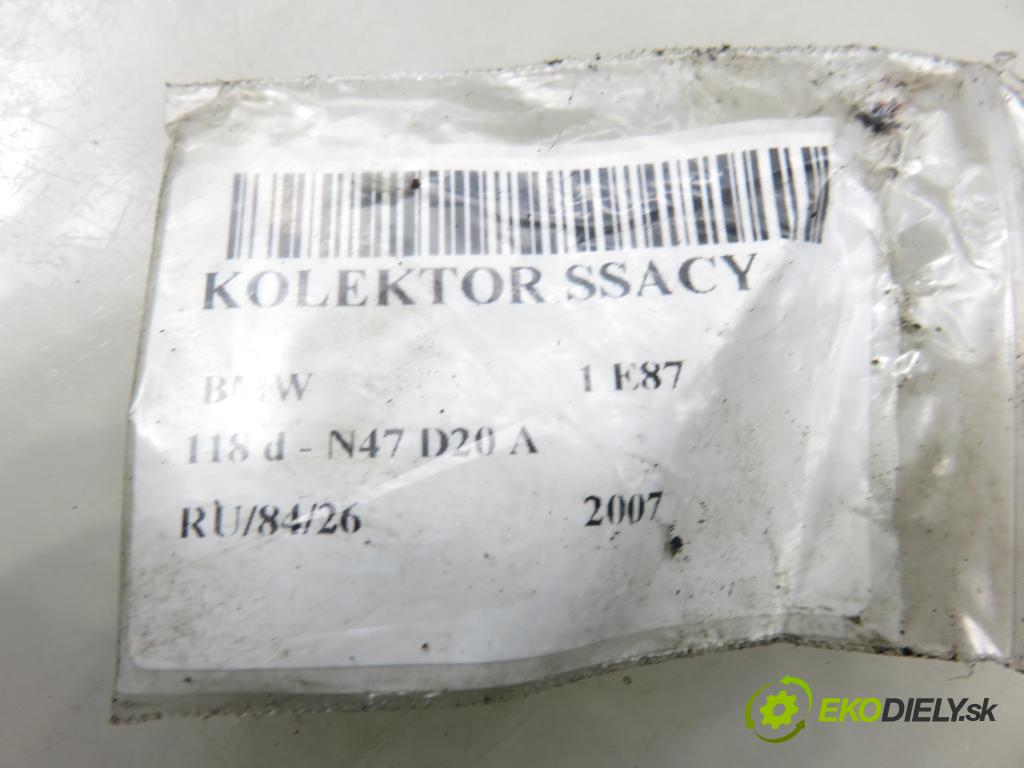 KOLEKTOR SSACY
BMW 1 E87
118 d - N47 D20 A
RU/84/26 2007
EKODIELY.sk